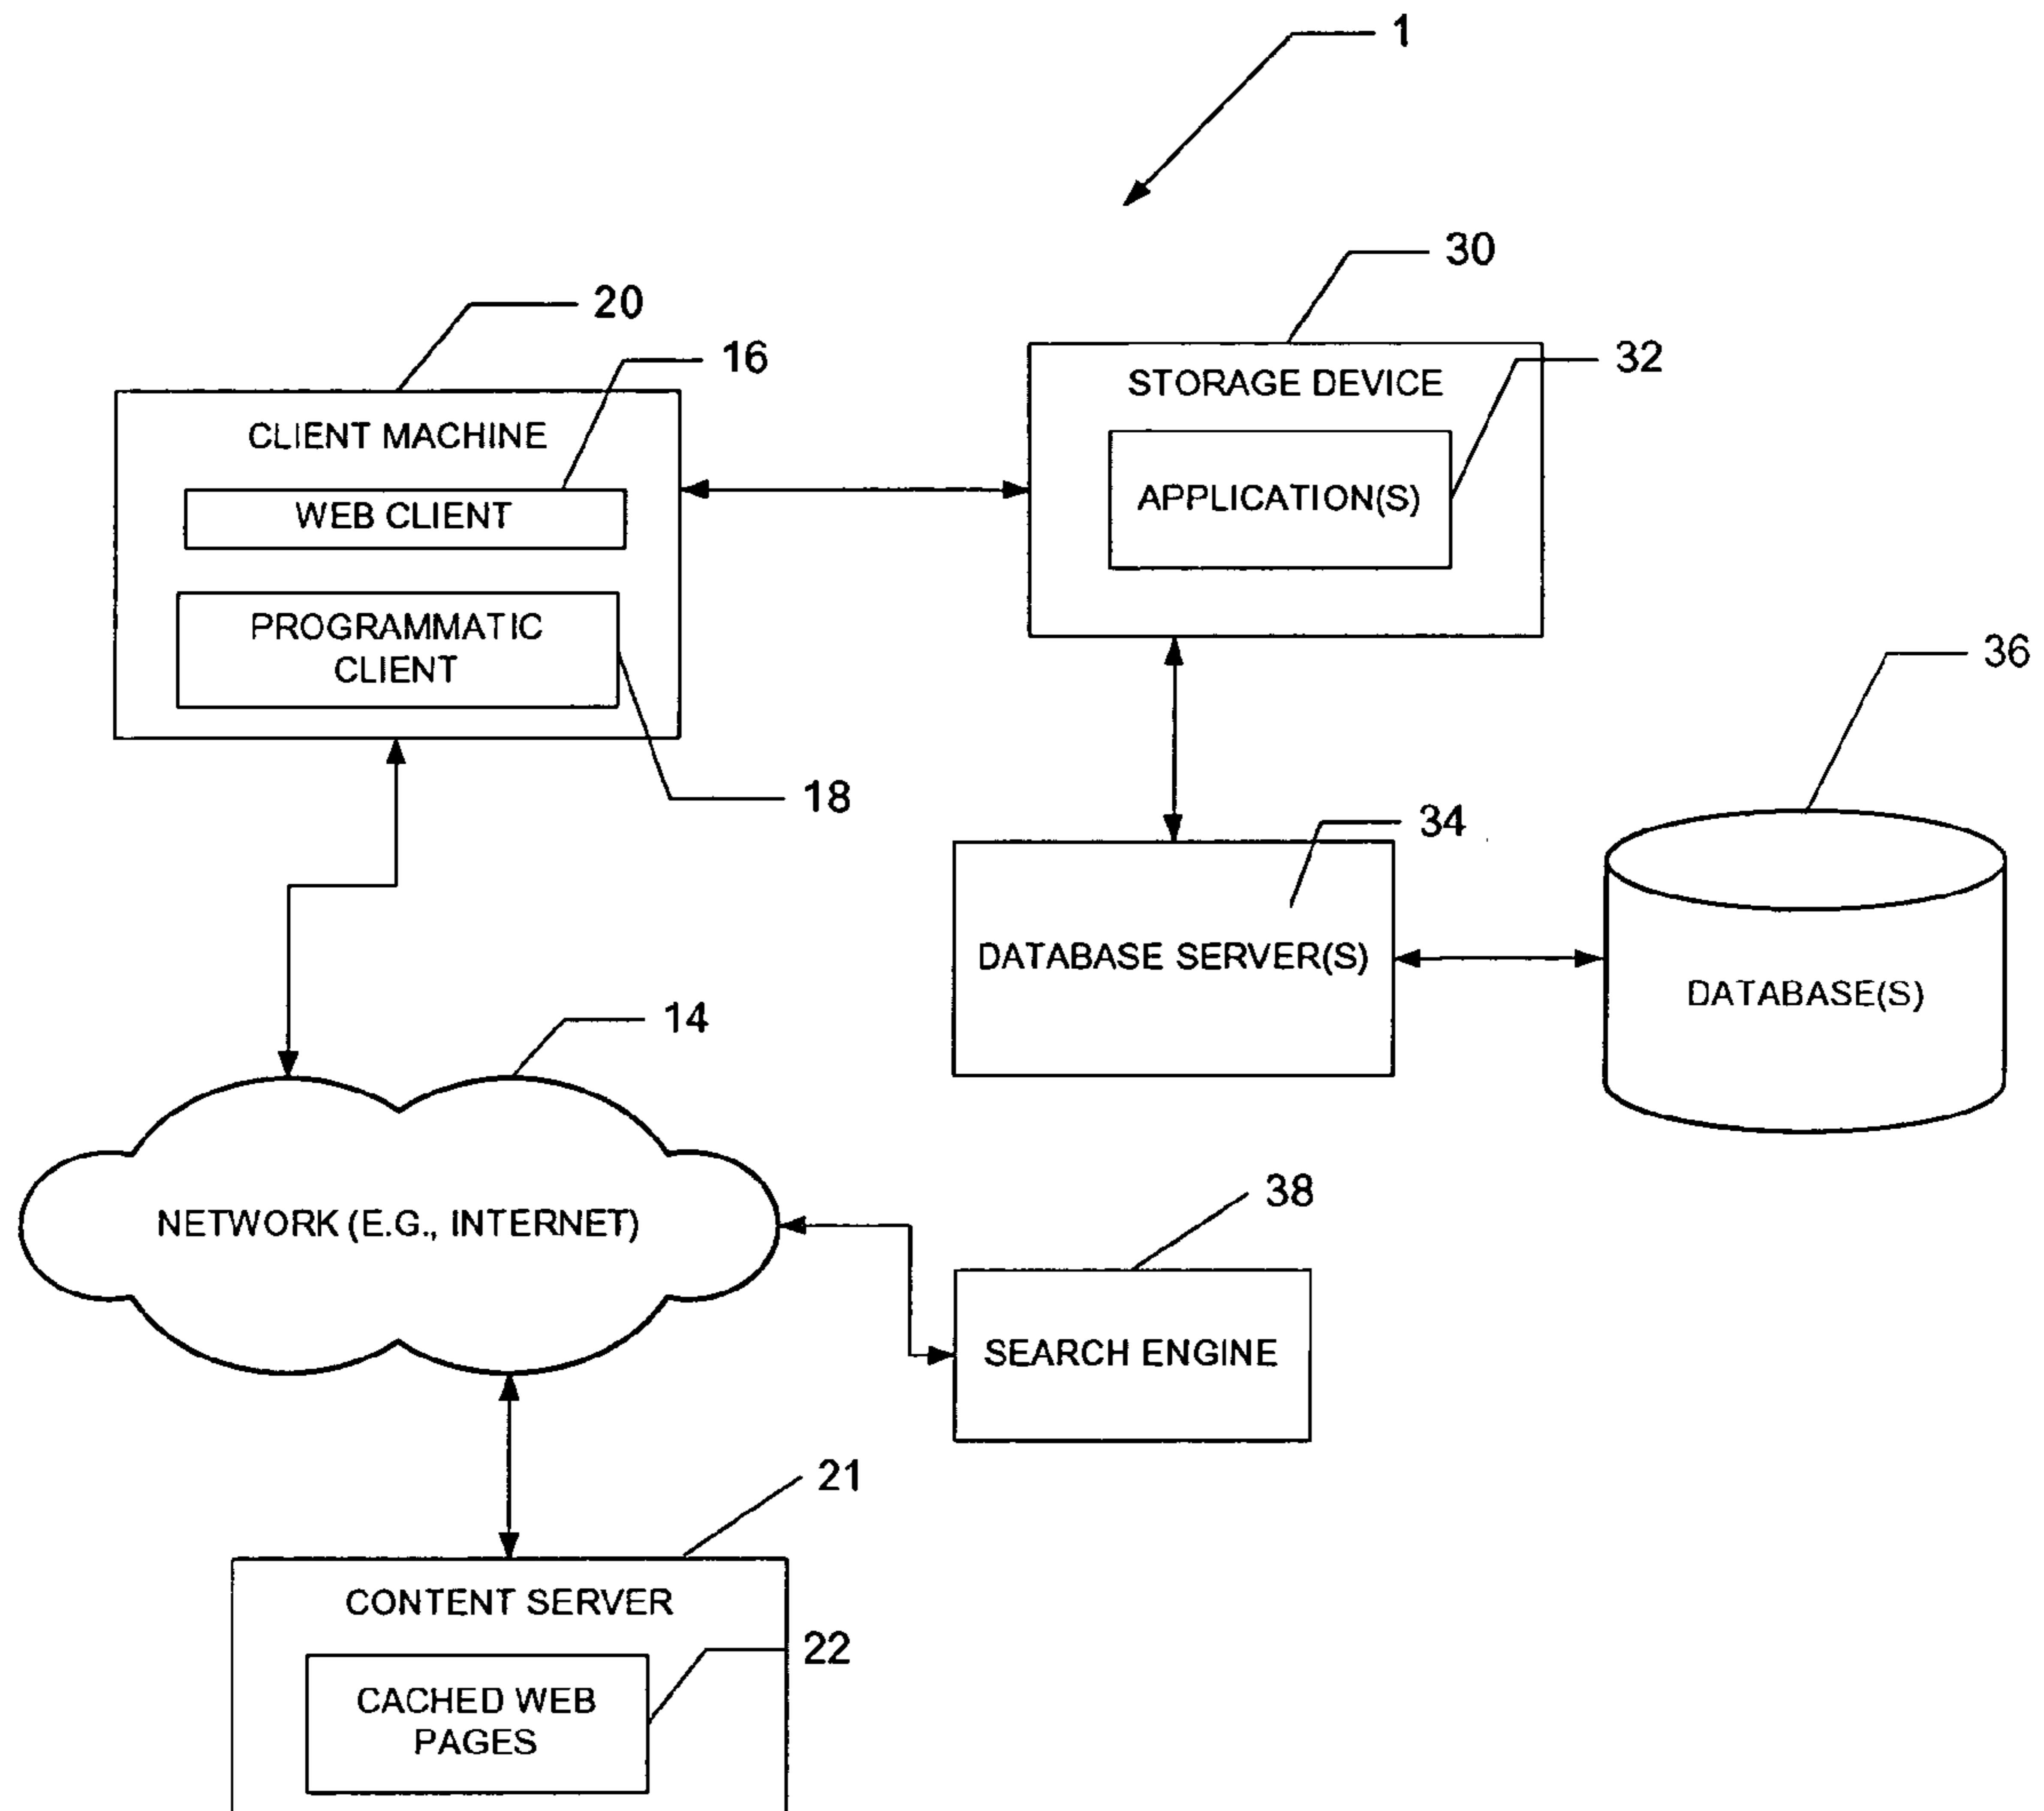 1
30
20
16
32
STORAGE DEVICE
CLIENT MACHINE
APPLICATION(S)
WEB CLIENT
PROGRAMMATIC
CLIENT
36
18
34
DATABASE SERVER(S)
DATABASE(S)
14
38
NETWORK (E.G., INTERNET)
SEARCH ENGINE
21
CONTENT SERVER
22
CACHED WEB
PAGES